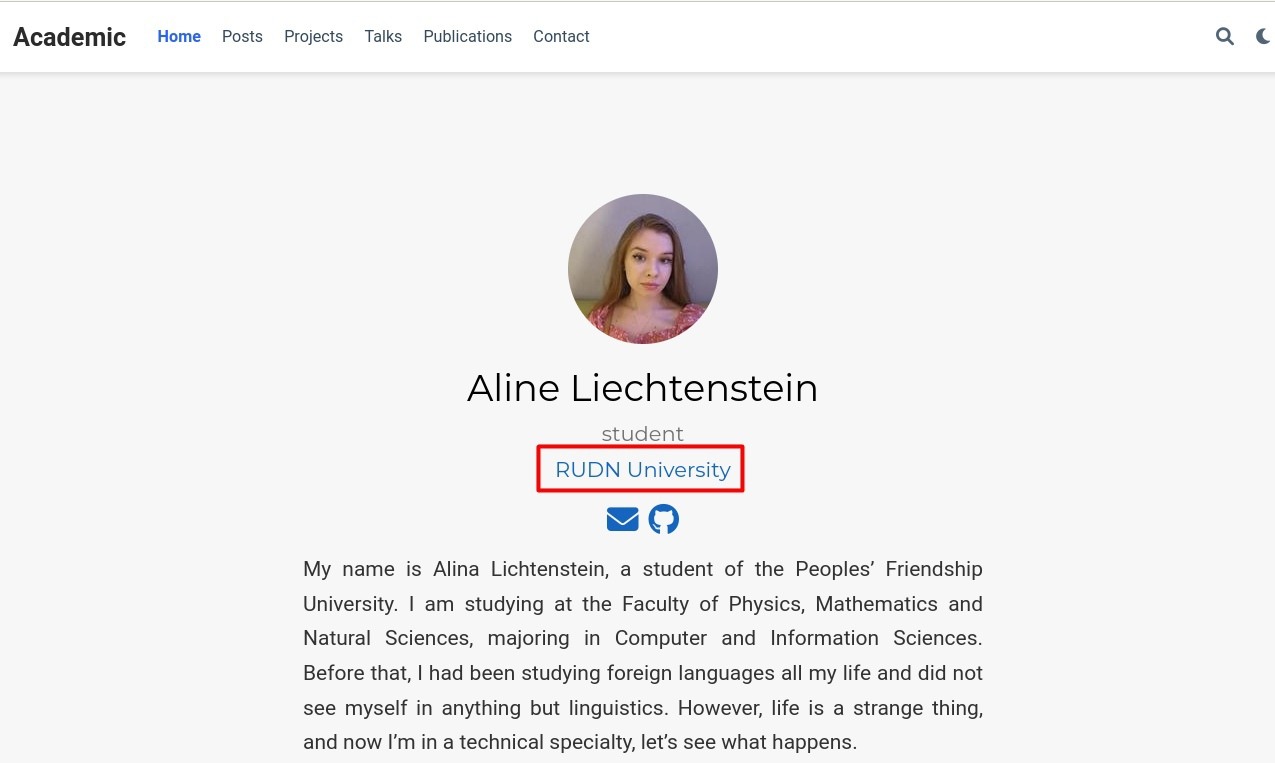 Academic Home Posts Projects Talks Publications Contact
Aline Liechtenstein
student
RUDN University
My name is Alina Lichtenstein, a student of the Peoples’ Friendship
University. I am studying at the Faculty of Physics, Mathematics and
Natural Sciences, majoring in Computer and Information Sciences.
Before that, I had been studying foreign languages all my life and did not
see myself in anything but linguistics. However, life is a strange thing,
and now I’m in a technical specialty, let’s see what happens.